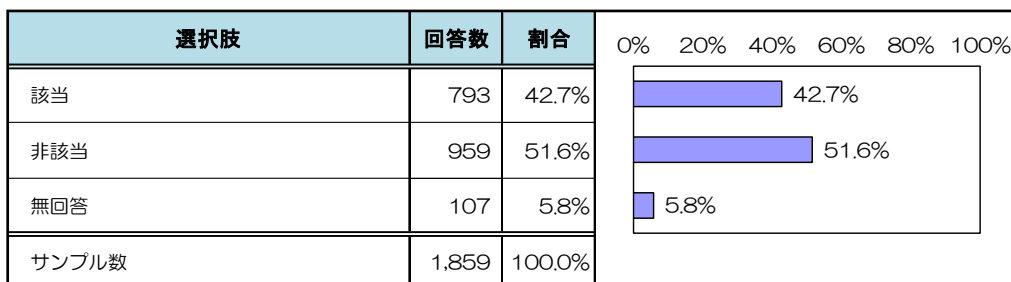 選択肢 回答数 割合
0% 20% 40% 60% 80% 100%
該当 793 42.7% 42.7%
非該当 959 51.6% 51.6%
無回答 107 5.8% 5.8%
サンプル数 1,859 100.0%